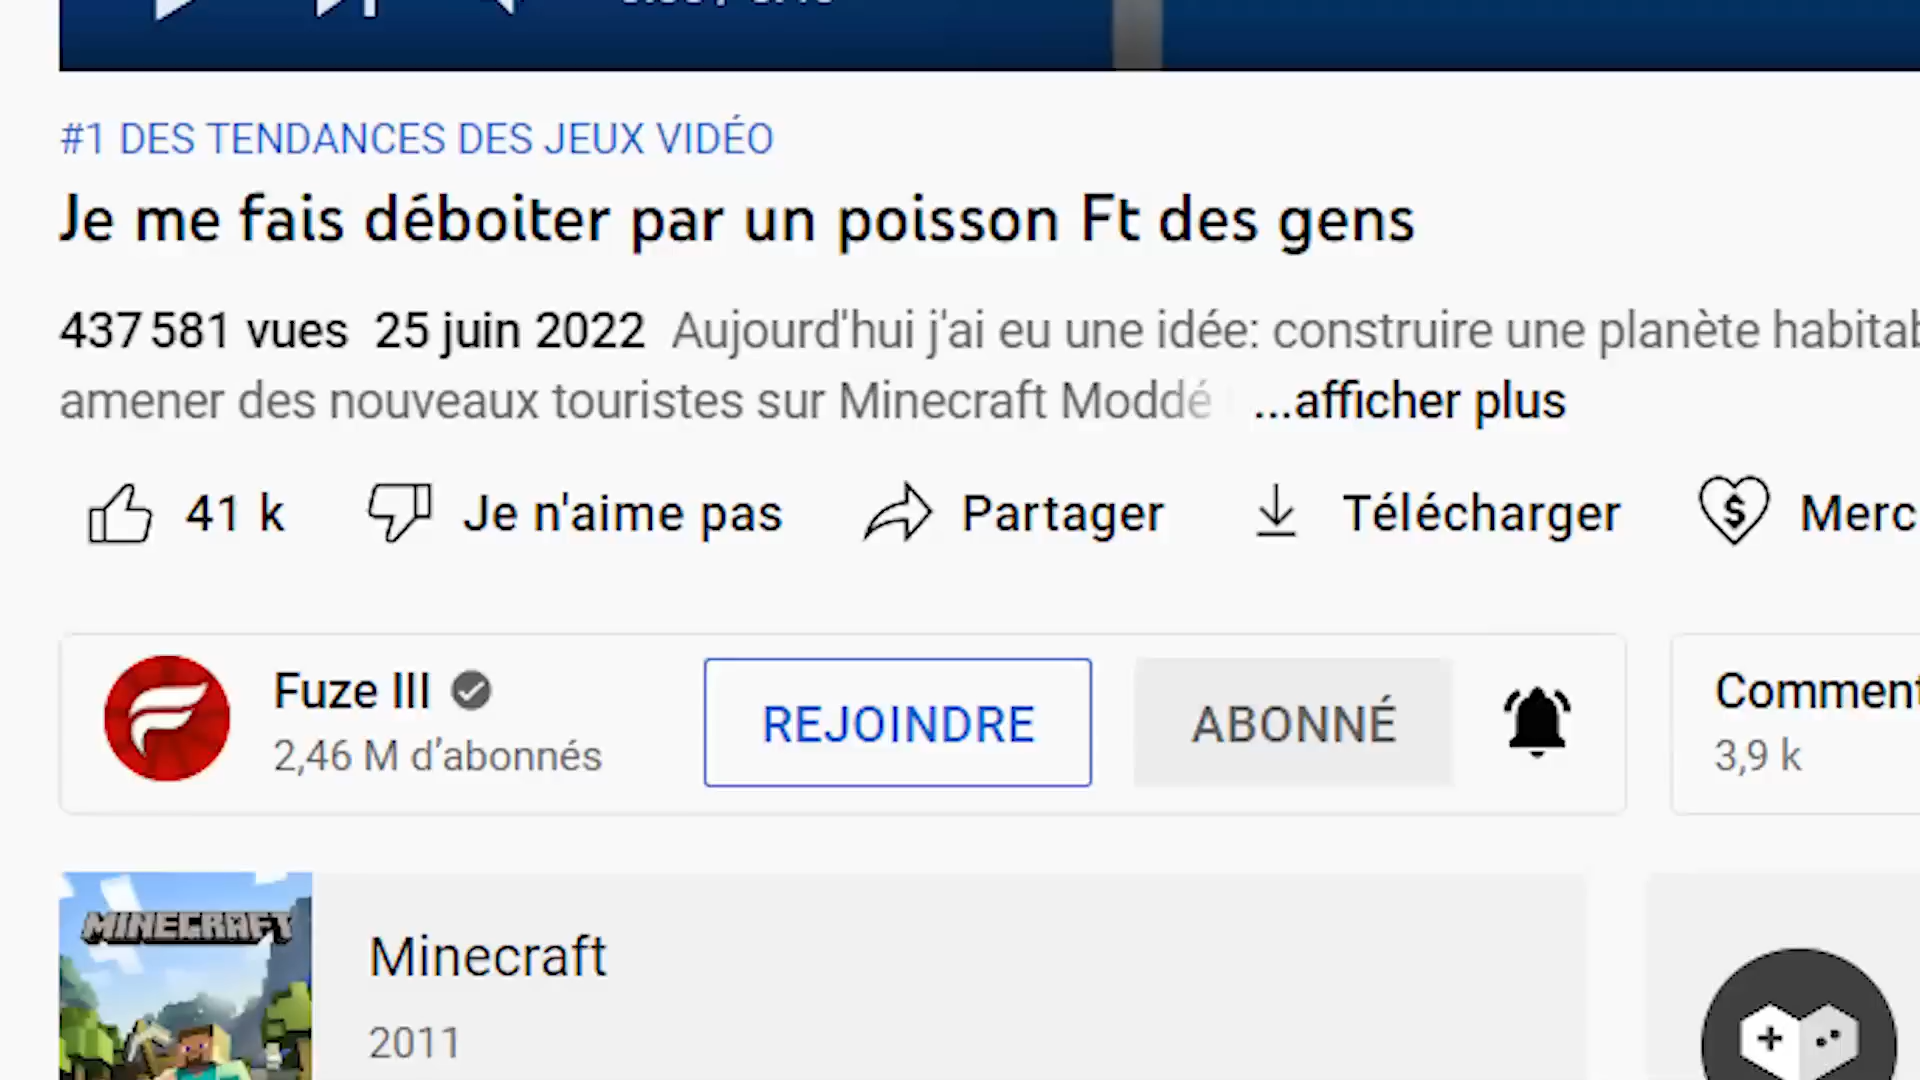 #1 DES TENDANCES DES JEUX VIDÉO
Je me fais déboiter par un poisson Ft des gens
437 581 vues 25 juin 2022 Aujourd'hui j'ai eu une idée: construire une planète habitab
amener des nouveaux touristes sur Minecraft Moddé ...afficher plus
41 k Je n'aime pas Partager Télécharger Merc
Fuze III
2,46 M d'abonnés
REJOINDRE
ABONNÉ
Comment
3,9 k
MINECRAFT
Minecraft
2011